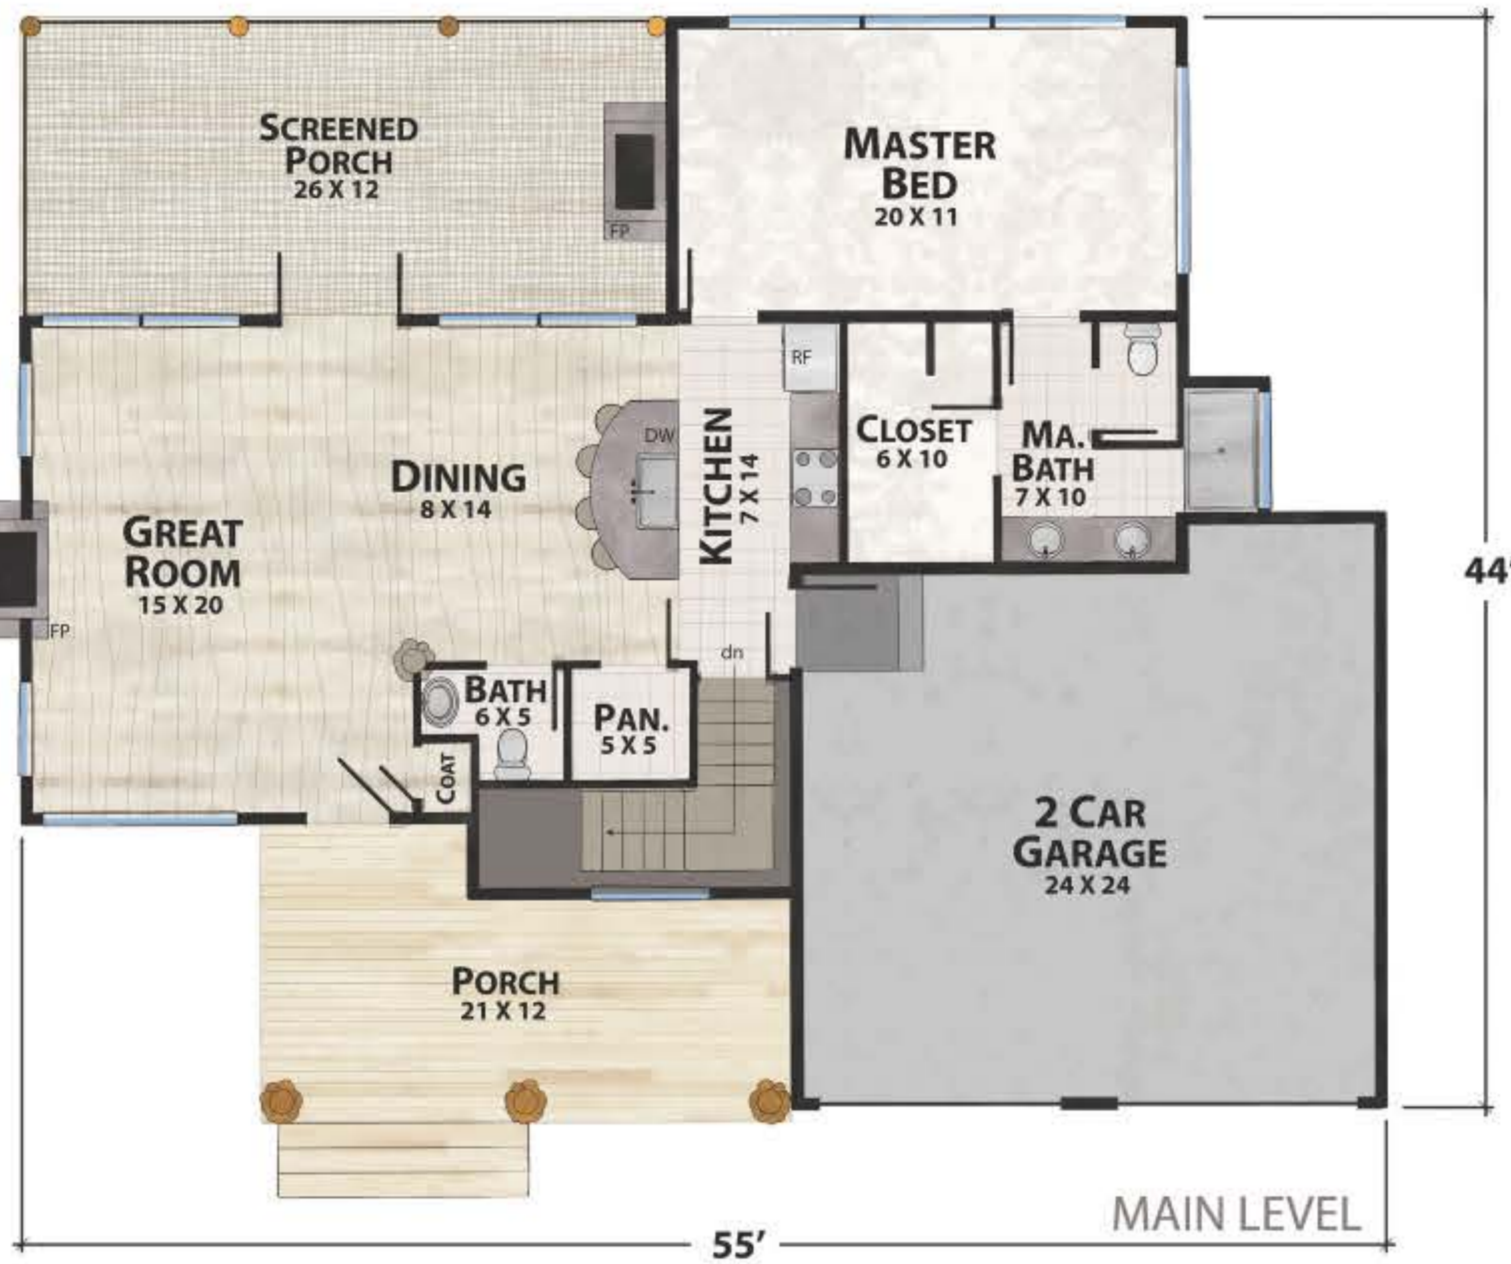 SCREENED
PORCH
26 X 12
FP
MASTER
BED
20 X 11
RF
DW
KITCHEN
7 X 14
CLOSET
6 X 10
MA.
BATH
7 X 10
DINING
8 X 14
GREAT
ROOM
15 X 20
FP
44'
dn
BATH
6 X 5
PAN.
5 X 5
COAT
2 CAR
GARAGE
24 X 24
PORCH
21 X 12
MAIN LEVEL
55'